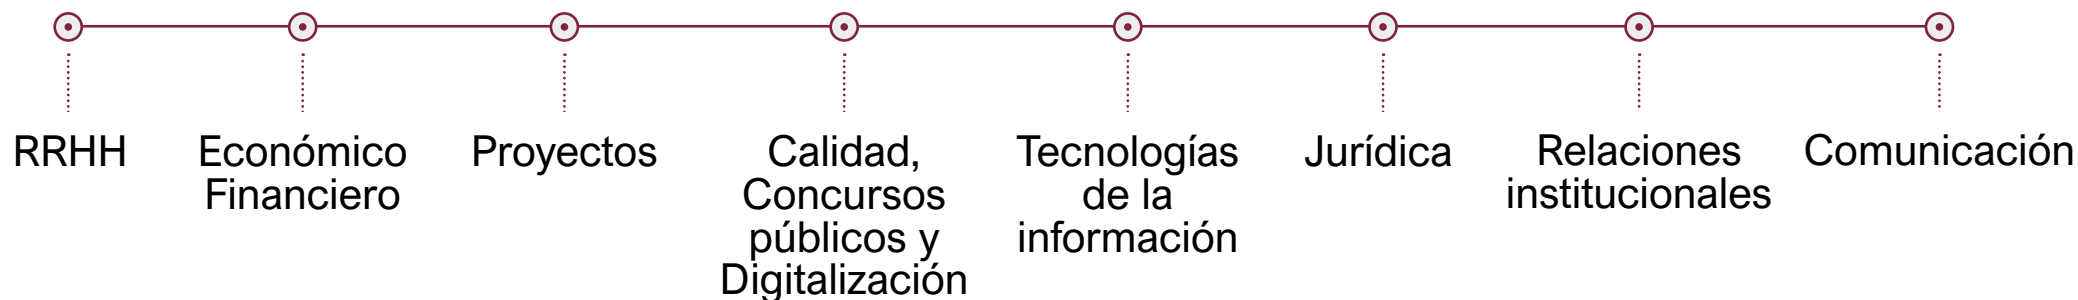 RRHH
Económico
Financiero
Proyectos
Calidad,
Concursos
públicos y
Digitalización
Tecnologías
de la
información
Jurídica
Relaciones
institucionales
Comunicación